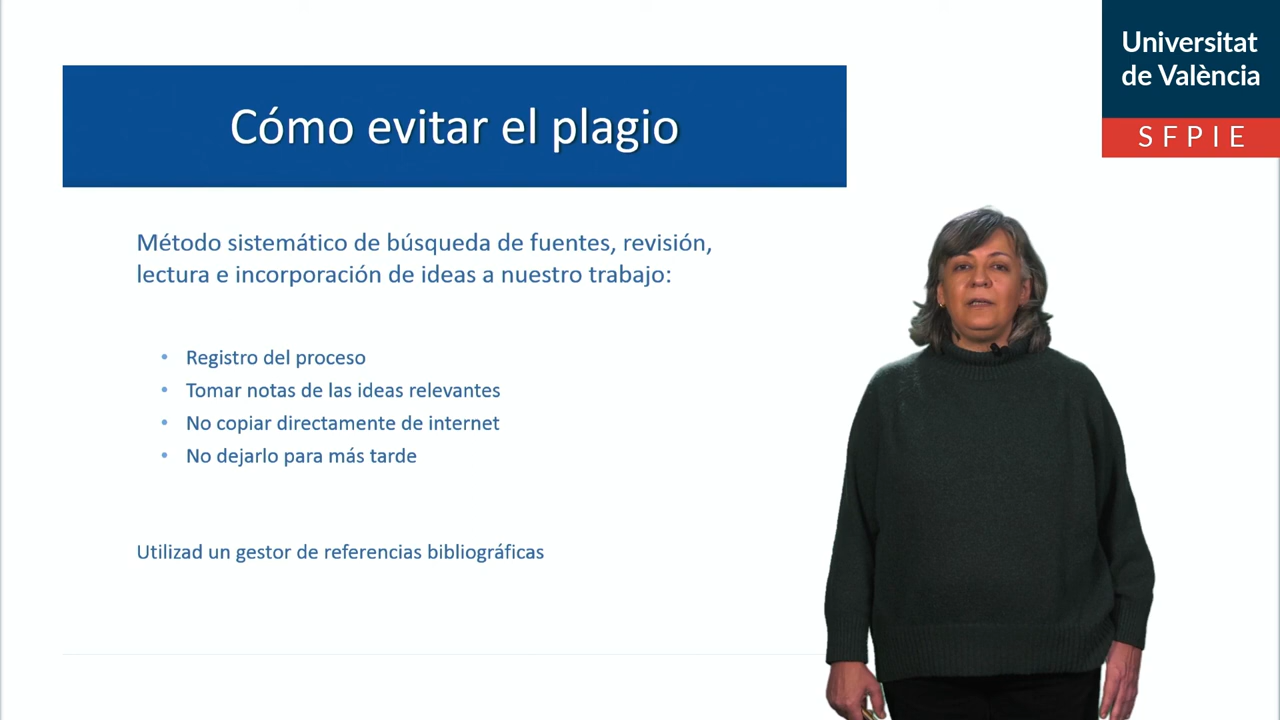 Universitat
de València
SFPIE
Cómo evitar el plagio
Método sistemático de búsqueda de fuentes, revisión,
lectura e incorporación de ideas a nuestro trabajo:
• Registro del proceso
• Tomar notas de las ideas relevantes
• No copiar directamente de internet
• No dejarlo para más tarde
Utilizad un gestor de referencias bibliográficas